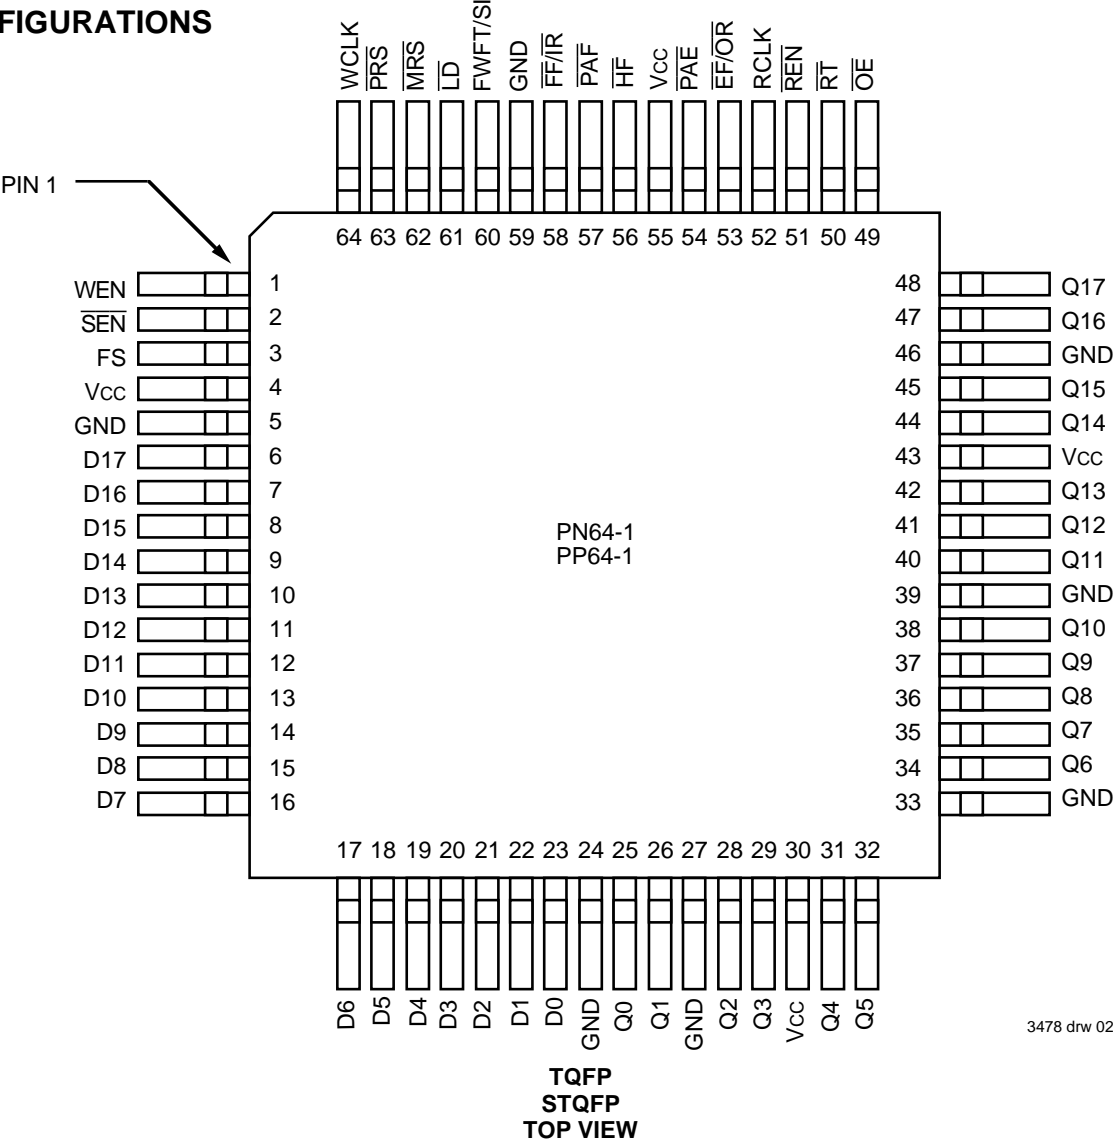 FIGURATIONS
WCLK
PRS
MRS
LD
FWFT/SI
GND
FF/IR
PAF
HF
VCC
PAE
EF/OR
RCLK
REN
RT
OE
PIN 1
64 63 62 61 60 59 58 57 56 55 54 53 52 51 50 49
WEN 1 48 Q17
SEN 2 47 Q16
FS 3 46 GND
VCC 4 45 Q15
GND 5 44 Q14
D17 6 43 VCC
D16 7 42 Q13
D15 8 41 Q12
D14 9 40 Q11
D13 10 39 GND
D12 11 38 Q10
D11 12 37 Q9
D10 13 36 Q8
D9 14 35 Q7
D8 15 34 Q6
D7 16 33 GND
PN64-1
PP64-1
17 18 19 20 21 22 23 24 25 26 27 28 29 30 31 32
D6
D5
D4
D3
D2
D1
D0
GND
Q0
Q1
GND
Q2
Q3
VCC
Q4
Q5
3478 drw 02
TQFP
STQFP
TOP VIEW